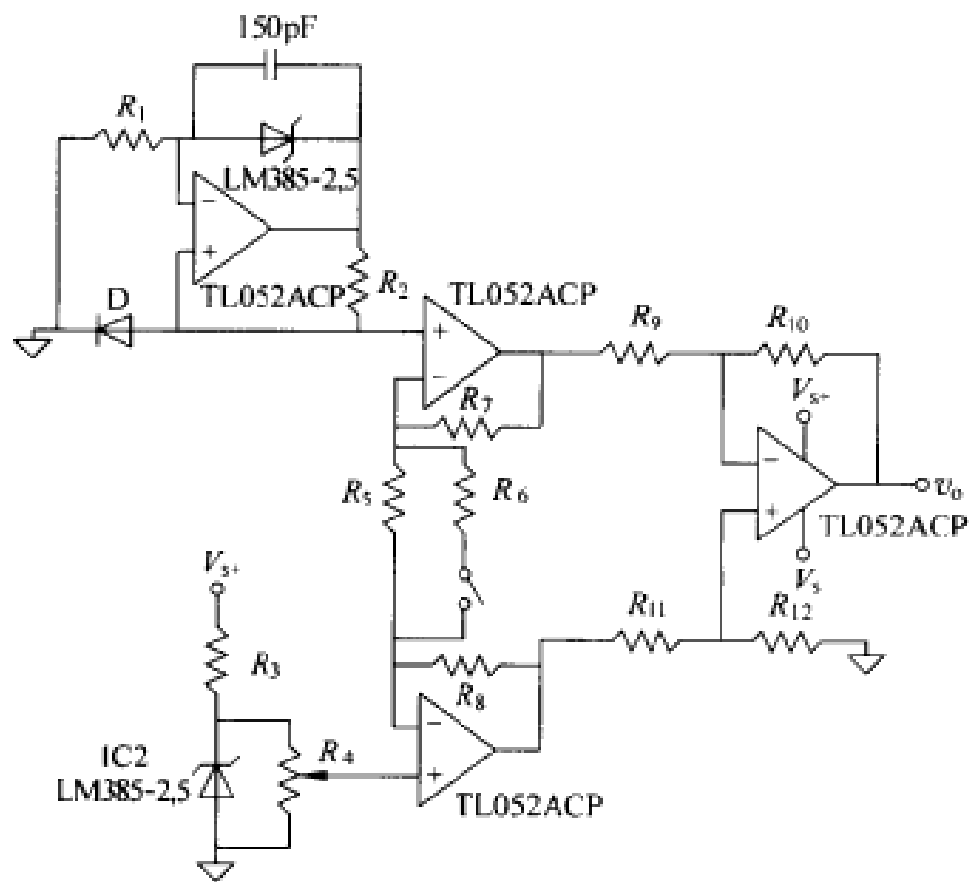 150pF
R1
LM385-2,5
TL052ACP
R2
D
TL052ACP
R9
R10
R7
Vs+
R5
R6
vo
TL052ACP
Vs
Vs+
R11
R12
R3
R8
IC2
LM385-2,5
R4
TL052ACP